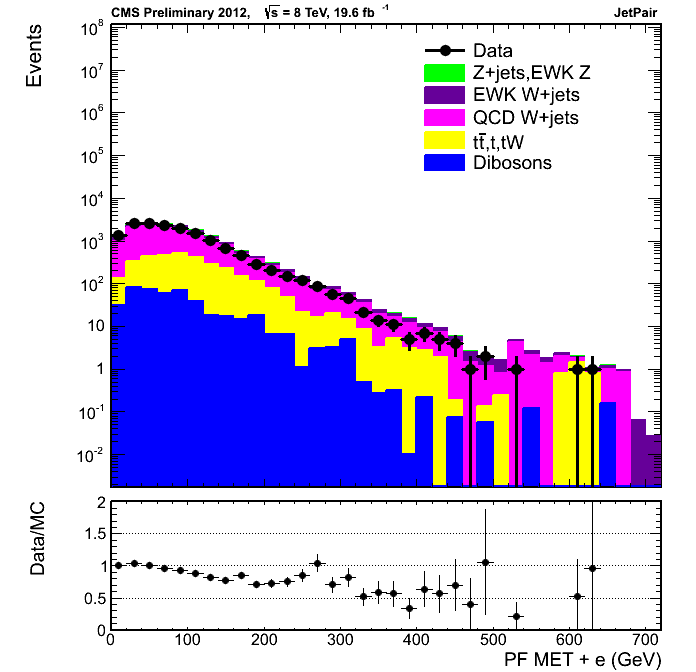 CMS Preliminary 2012, √s = 8 TeV, 19.6 fb⁻¹ JetPair
Events
10⁸
10⁷
10⁶
10⁵
10⁴
10³
10²
10
1
10⁻¹
10⁻²
Data
Z+jets,EWK Z
EWK W+jets
QCD W+jets
tt̄,t,tW
Dibosons
Data/MC
2
1.5
1
0.5
0
0 100 200 300 400 500 600 700
PF MET + e (GeV)